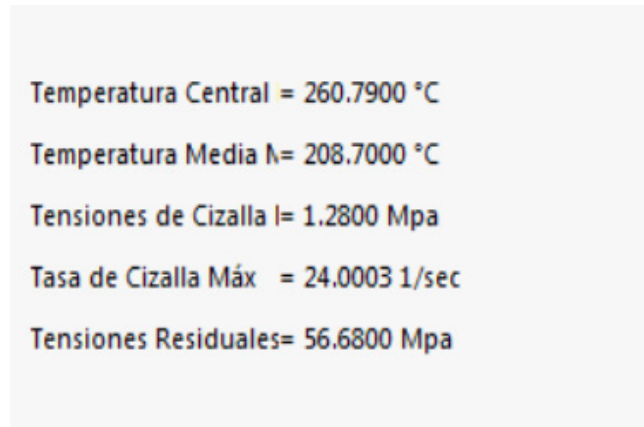 Temperatura Central = 260.7900 °C
Temperatura Media = 208.7000 °C
Tensiones de Cizalla = 1.2800 Mpa
Tasa de Cizalla Máx = 24.0003 1/sec
Tensiones Residuales= 56.6800 Mpa